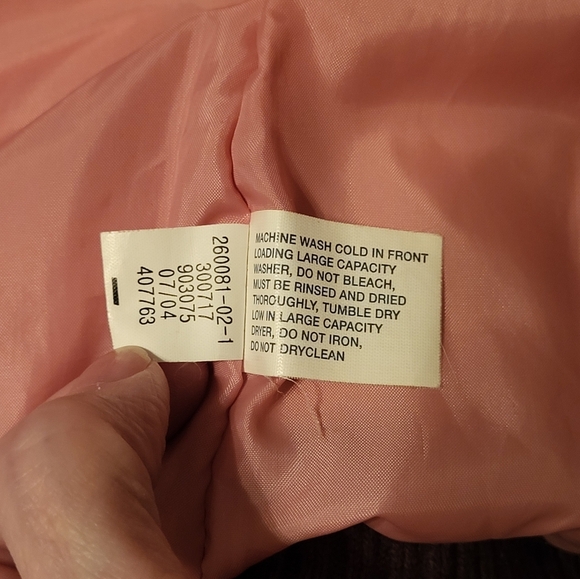 260081-02-1
300717
903075
07/04
407763
MACHINE WASH COLD IN FRONT
LOADING LARGE CAPACITY
WASHER, DO NOT BLEACH,
MUST BE RINSED AND DRIED
THOROUGHLY, TUMBLE DRY
LOW IN LARGE CAPACITY
DRYER, DO NOT IRON,
DO NOT DRYCLEAN